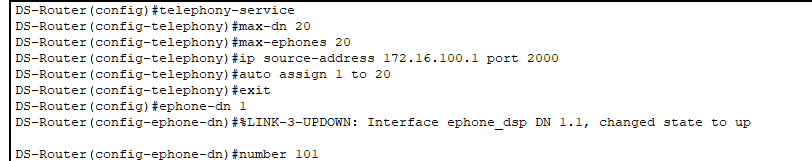 DS-Router(config)#telephony-service
DS-Router(config-telephony)#max-dn 20
DS-Router(config-telephony)#max-ephones 20
DS-Router(config-telephony)#ip source-address 172.16.100.1 port 2000
DS-Router(config-telephony)#auto assign 1 to 20
DS-Router(config-telephony)#exit
DS-Router(config)#ephone-dn 1
DS-Router(config-ephone-dn)#%LINK-3-UPDOWN: Interface ephone_dsp DN 1.1, changed state to up
DS-Router(config-ephone-dn)#number 101